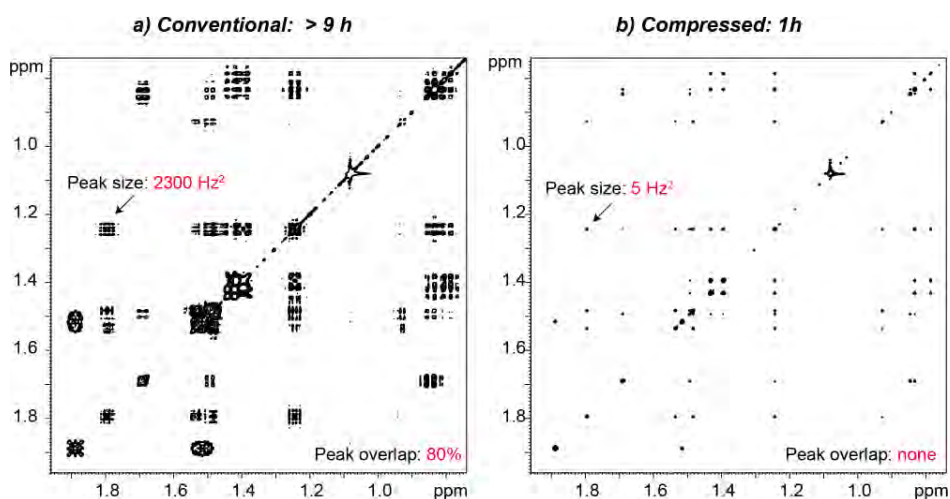 a) Conventional: > 9 h
ppm
1.0
Peak size: 2300 Hz²
1.2
1.4
1.6
1.8
Peak overlap: 80%
1.8 1.6 1.4 1.2 1.0 ppm
b) Compressed: 1h
ppm
1.0
Peak size: 5 Hz²
1.2
1.4
1.6
1.8
Peak overlap: none
1.8 1.6 1.4 1.2 1.0 ppm